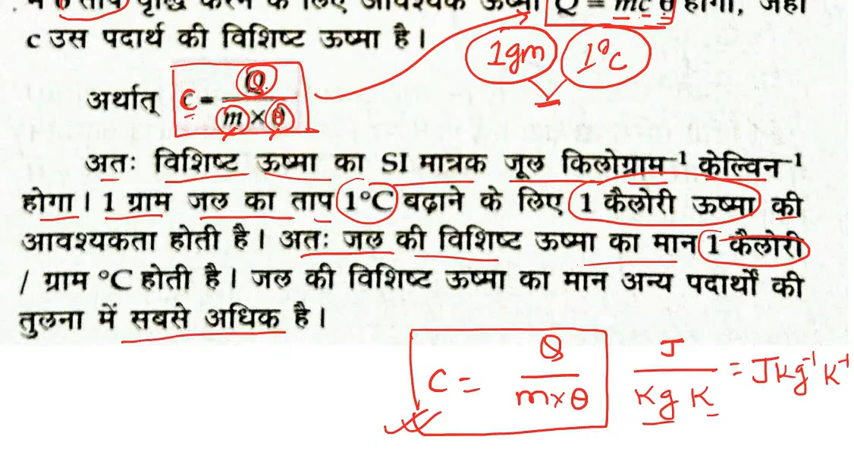 θ ताप वृद्धि करने के लिए आवश्यक ऊष्मा Q = mc θ होगी, जहाँ
c उस पदार्थ की विशिष्ट ऊष्मा है।
1gm 1°C
अर्थात् C = Q / m × θ
अतः विशिष्ट ऊष्मा का SI मात्रक जूल किलोग्राम⁻¹ केल्विन⁻¹
होगा। 1 ग्राम जल का ताप 1°C बढ़ाने के लिए 1 कैलोरी ऊष्मा की
आवश्यकता होती है। अतः जल की विशिष्ट ऊष्मा का मान 1 कैलोरी
/ ग्राम °C होती है। जल की विशिष्ट ऊष्मा का मान अन्य पदार्थों की
तुलना में सबसे अधिक है।
C = Q / m×θ J / Kg K = J Kg⁻¹ K⁻¹